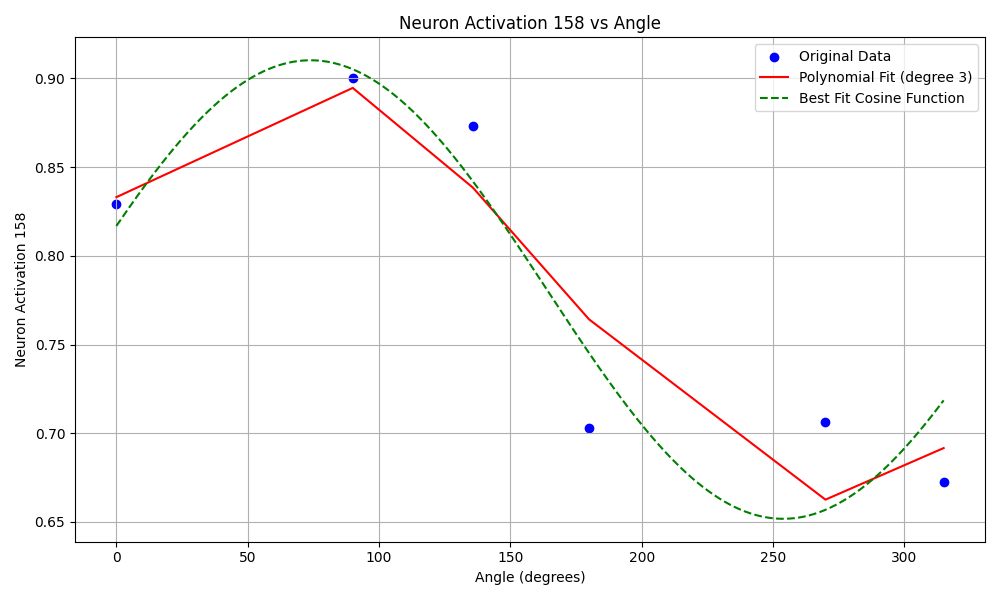 Neuron Activation 158 vs Angle
Original Data
Polynomial Fit (degree 3)
Best Fit Cosine Function
Neuron Activation 158
0.90
0.85
0.80
0.75
0.70
0.65
0 50 100 150 200 250 300
Angle (degrees)